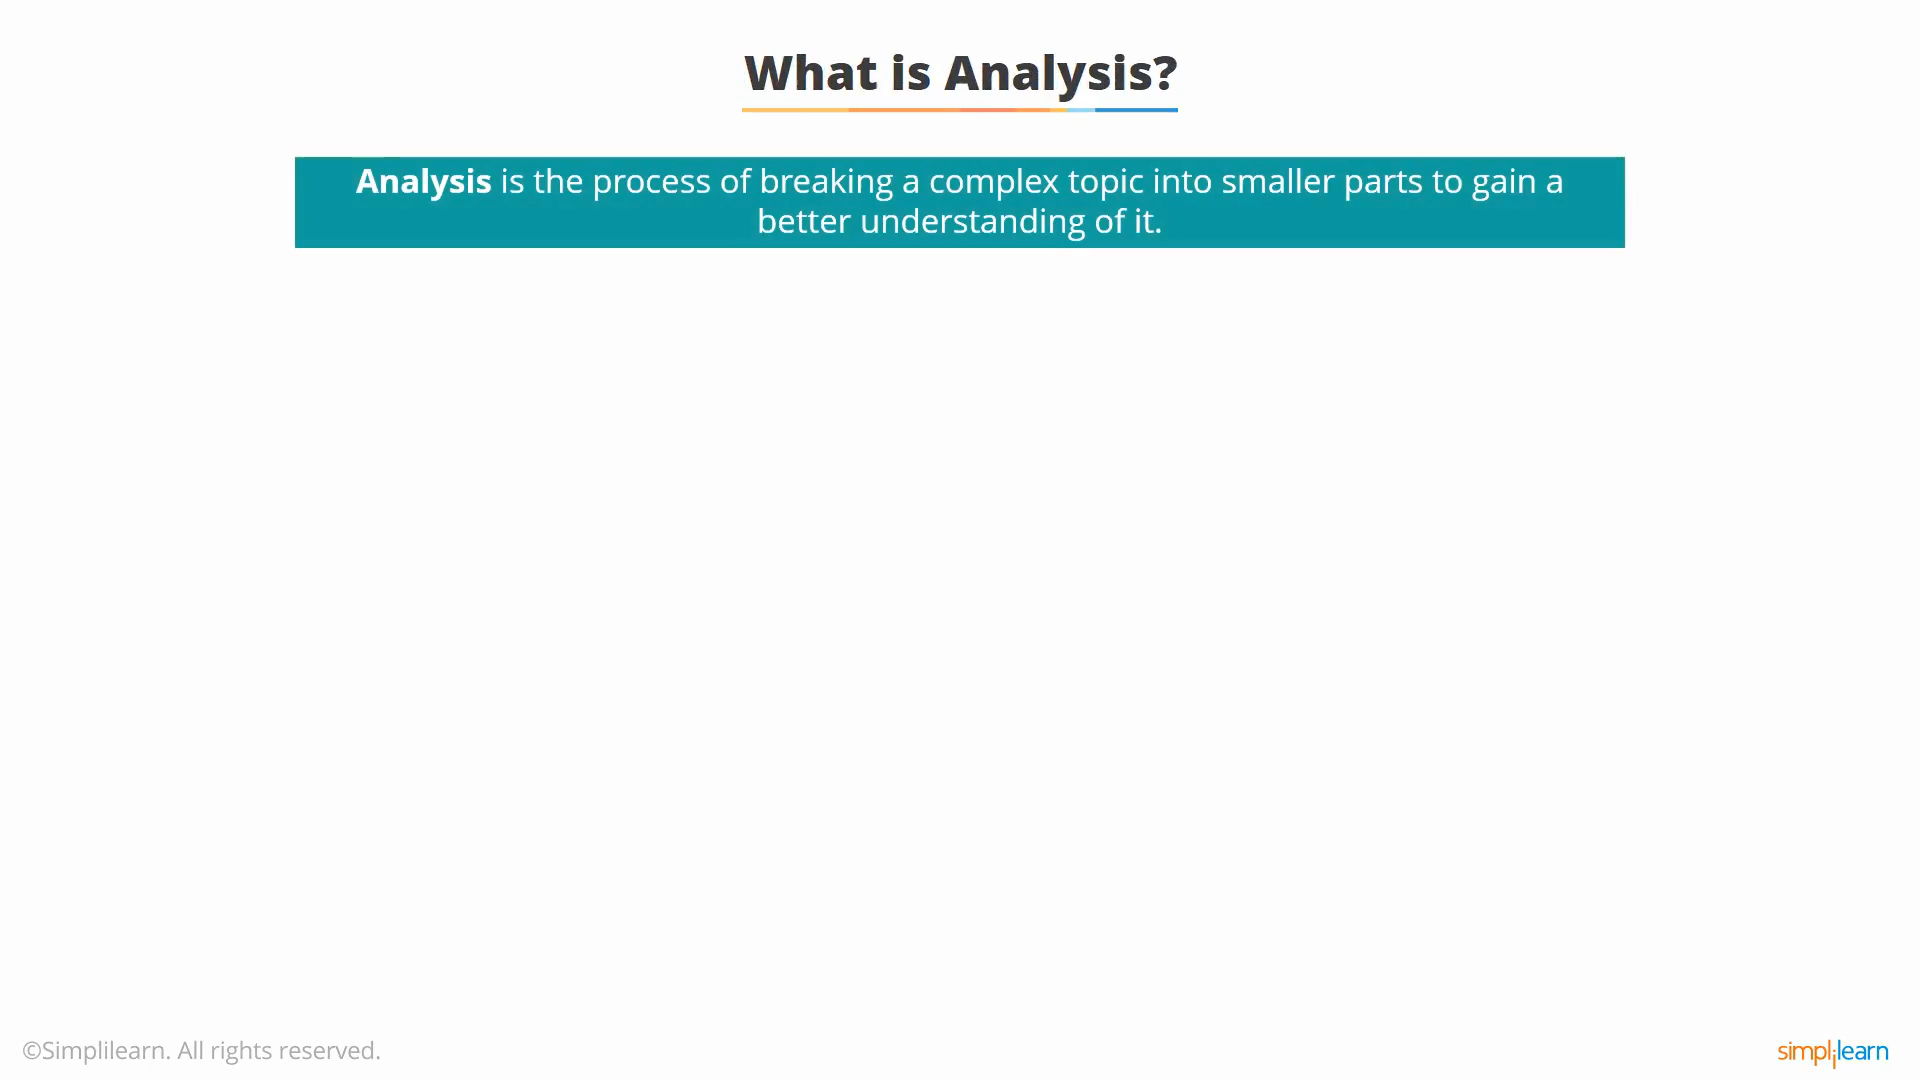 What is Analysis?
Analysis is the process of breaking a complex topic into smaller parts to gain a
better understanding of it.
©Simplilearn. All rights reserved.
simplilearn